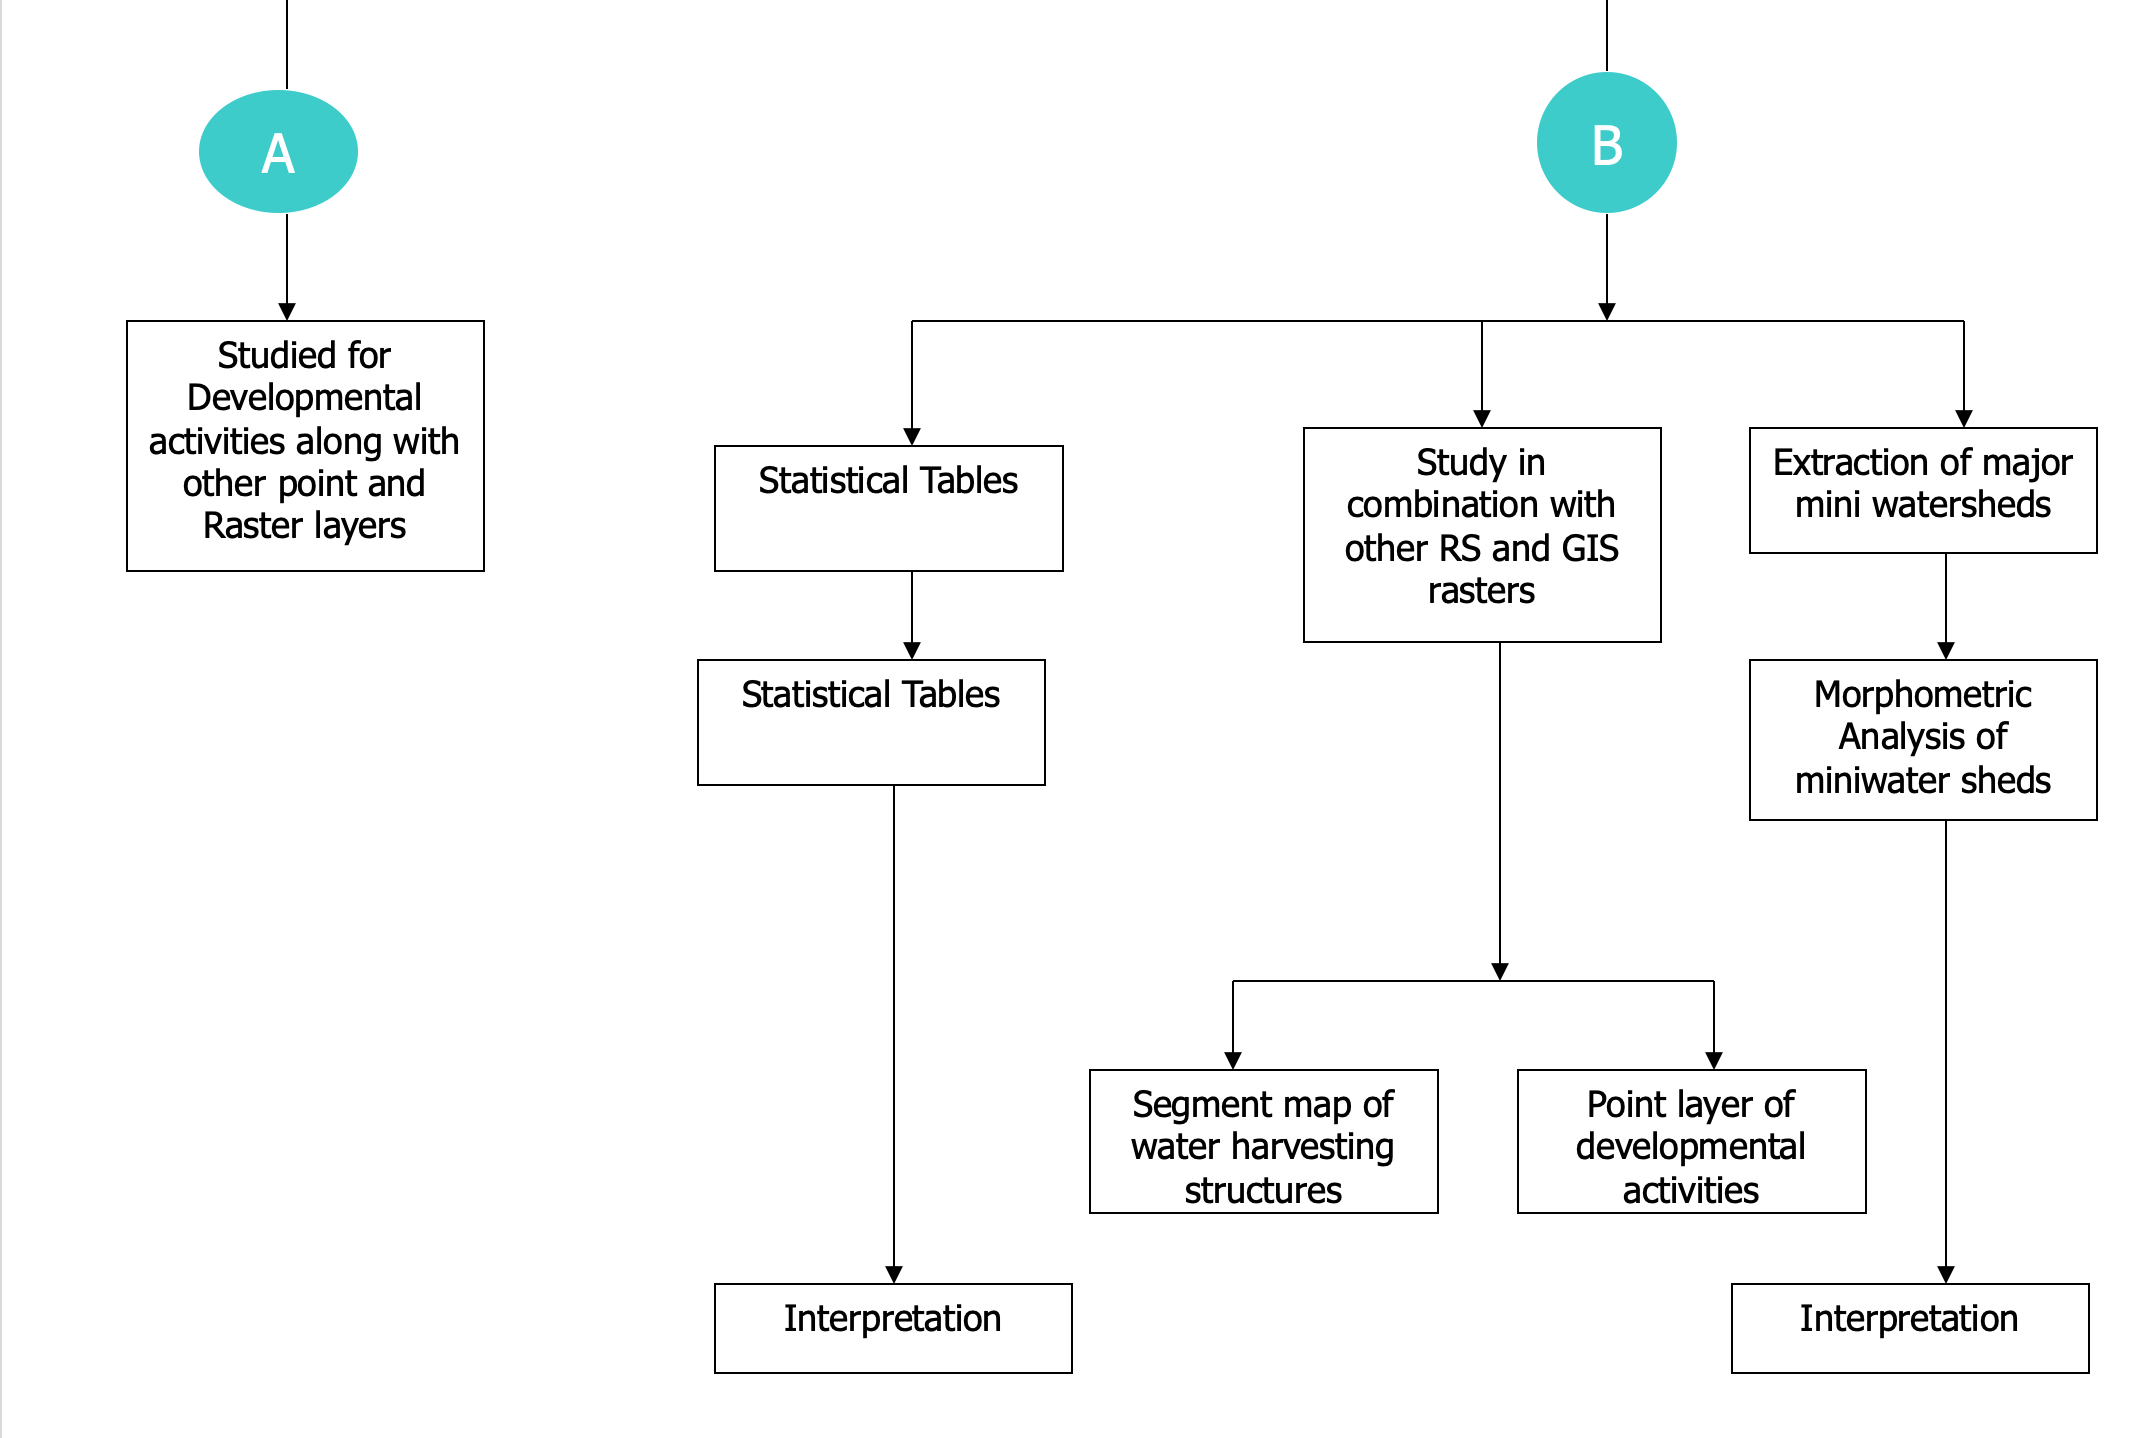 A
B
Studied for
Developmental
activities along with
other point and
Raster layers
Statistical Tables
Study in
combination with
other RS and GIS
rasters
Extraction of major
mini watersheds
Statistical Tables
Morphometric
Analysis of
miniwater sheds
Segment map of
water harvesting
structures
Point layer of
developmental
activities
Interpretation
Interpretation